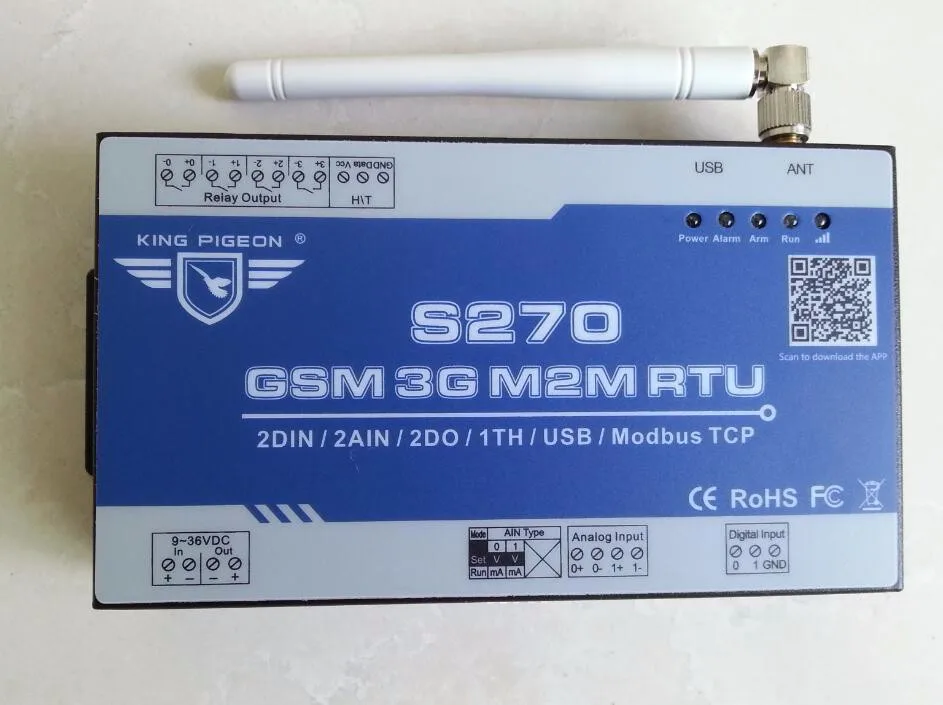 0- 0+ 1- 1+ 2- 2+ 3- 3+ Vcc Data GND
Relay Output T\H
USB ANT
Power Alarm Arm Run
KING PIGEON ®
S270
Scan to download the APP
GSM 3G M2M RTU
2DIN / 2AIN / 2DO / 1TH / USB / Modbus TCP
CE RoHS FC
9~36VDC
In Out
+ − − +
Mode AIN Type
0 1
Set V V
Run mA mA
Analog Input
0+ 0- 1+ 1-
Digital Input
0 1 GND